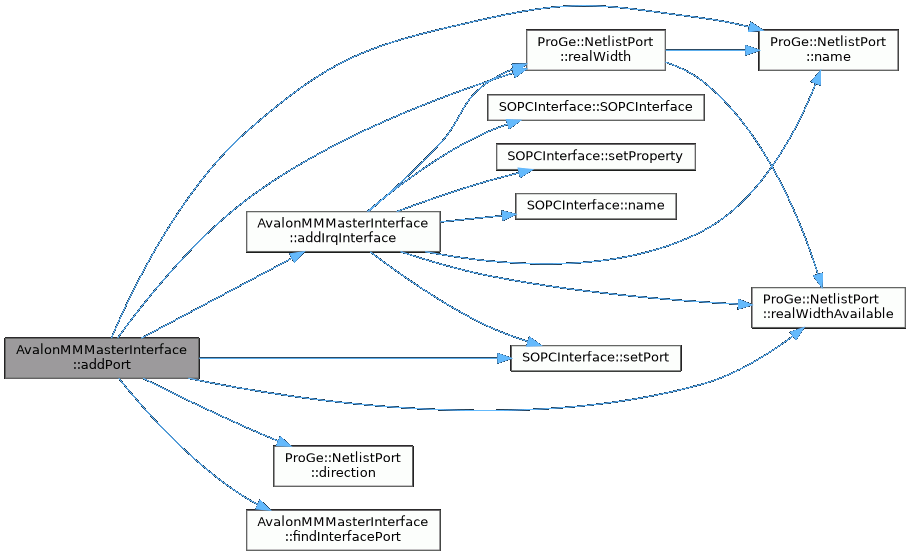 ProGe::NetlistPort
::realWidth
ProGe::NetlistPort
::name
SOPCInterface::SOPCInterface
SOPCInterface::setProperty
SOPCInterface::name
AvalonMMMasterInterface
::addIrqInterface
ProGe::NetlistPort
::realWidthAvailable
AvalonMMMasterInterface
::addPort
SOPCInterface::setPort
ProGe::NetlistPort
::direction
AvalonMMMasterInterface
::findInterfacePort